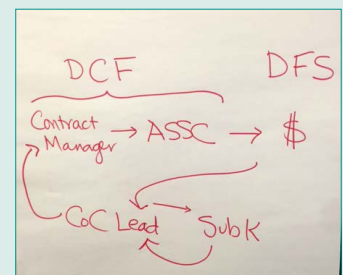 DCF DFS
Contract
Manager → ASSC → $
CoC Lead → SubK